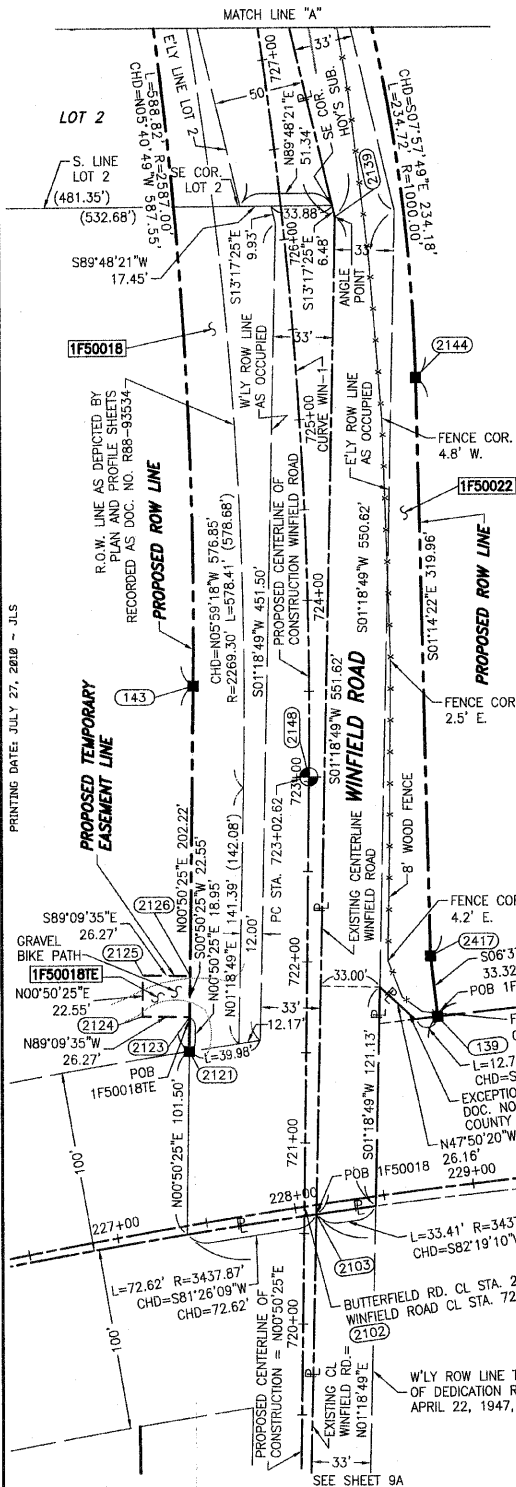 MATCH LINE "A"
LOT 2
S. LINE
LOT 2
(481.35')
(532.68')
S89°48'21"W
17.45'
SE COR.
LOT 2
E'LY LINE LOT 2
L=588.82' R=2587.00'
CHD=N05°40'49"W 587.55'
50'
727+00
33'
N89°48'21"E
51.34'
SE COR.
HOY'S SUB.
2139
CHD=S07°57'49"E 234.18'
L=234.72' R=1000.00'
33.88'
S13°17'25"E
9.93'
S13°17'25"E
6.48'
726+00
ANGLE
POINT
33'
33'
1F50018
W'LY ROW LINE
AS OCCUPIED
725+00
CURVE WIN-1
E'LY ROW LINE
AS OCCUPIED
2144
FENCE COR.
4.8' W.
1F50022
R.O.W. LINE AS DEPICTED BY
PLAN AND PROFILE SHEETS
RECORDED AS DOC. NO. R88-93534
PROPOSED ROW LINE
CHD=N05°59'18"W 576.85'
R=2269.30' L=578.41' (578.68')
S01°18'49"W 451.50'
PROPOSED CENTERLINE OF
CONSTRUCTION WINFIELD ROAD
724+00
S01°18'49"W 550.62'
S01°14'22"E 319.96'
PROPOSED ROW LINE
143
S01°18'49"W 551.62'
WINFIELD ROAD
FENCE COR
2.5' E.
PROPOSED TEMPORARY
EASEMENT LINE
2148
723+00
PC STA. 723+02.62
EXISTING CENTERLINE
WINFIELD ROAD
8' WOOD FENCE
N00°50'25"E 202.22'
S00°50'25"W 22.55'
N00°50'25"E 18.95'
N01°18'49"E 141.39' (142.08')
12.00'
2126
S89°09'35"E
26.27'
2125
GRAVEL
BIKE PATH
1F50018TE
N00°50'25"E
22.55'
2124
N89°09'35"W
26.27'
2123
POB
1F50018TE
2121
L=39.98'
12.17'
33'
722+00
33.00'
FENCE COR
4.2' E.
2417
S06°3
33.32
POB 1F
139
L=12.7
CHD=S
EXCEPTIO
DOC. NO
COUNTY
N47°50'20"W
26.16'
229+00
S01°18'49"W 121.13'
721+00
N00°50'25"E 101.50'
100'
228+00
POB 1F50018
227+00
L=33.41' R=3437
CHD=S82°19'10"W
2103
L=72.62' R=3437.87'
CHD=S81°26'09"W
CHD=72.62'
BUTTERFIELD RD. CL STA. 2
WINFIELD ROAD CL STA. 72
2102
100'
720+00
PROPOSED CENTERLINE OF
CONSTRUCTION = N00°50'25"E
EXISTING CL
WINFIELD RD.=
N01°18'49"E
W'LY ROW LINE T
OF DEDICATION R
APRIL 22, 1947,
33'
SEE SHEET 9A
PRINTING DATE: JULY 27, 2010 ~ JLS